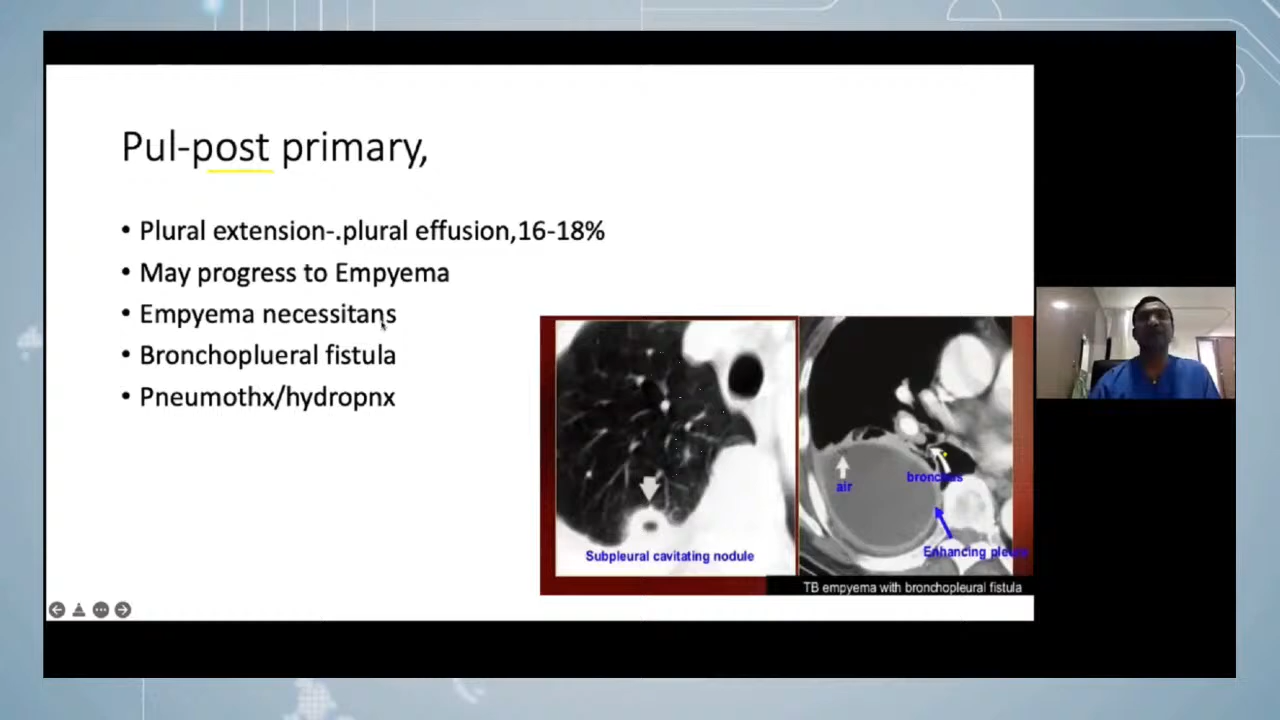 Pul-post primary,
• Plural extension-.plural effusion,16-18%
• May progress to Empyema
• Empyema necessitans
• Bronchoplueral fistula
• Pneumothx/hydropnx
air
bronchus
Enhancing pleura
Subpleural cavitating nodule
TB empyema with bronchopleural fistula